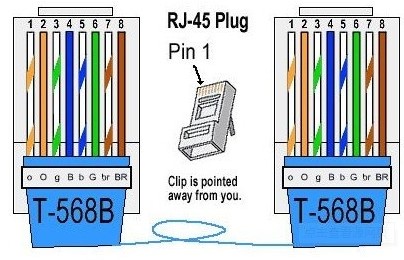 1 2 3 4 5 6 7 8
RJ-45 Plug
Pin 1
1 2 3 4 5 6 7 8
Clip is pointed
away from you.
o O g B b G br BR
T-568B
o O g B b G br BR
T-568B